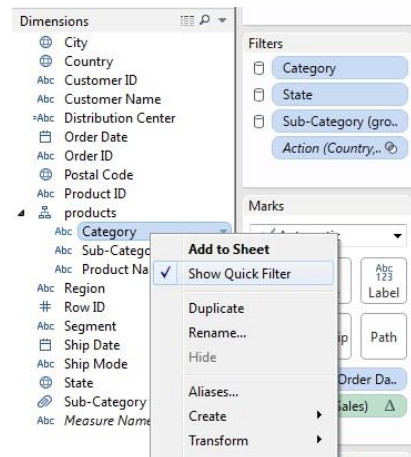 Dimensions
City
Country
Abc Customer ID
Abc Customer Name
=Abc Distribution Center
Order Date
Abc Order ID
Postal Code
Abc Product ID
products
Abc Category
Abc Sub-Catego
Abc Product Na
Abc Region
# Row ID
Abc Segment
Ship Date
Abc Ship Mode
State
Sub-Category
Abc Measure Name
Add to Sheet
Show Quick Filter
Duplicate
Rename...
Hide
Aliases...
Create
Transform
Filters
Category
State
Sub-Category (gro..
Action (Country,..
Marks
Abc
123
Label
Path
Order Da..